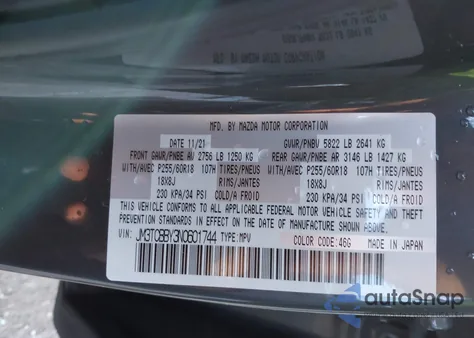 MFD. BY MAZDA MOTOR CORPORATION
DATE 11/21 GVWR/PNBV 5822 LB 2641 KG
FRONT GAWR/PNBE AV 2756 LB 1250 KG REAR GAWR/PNBE AR 3146 LB 1427 KG
WITH/AVEC P255/60R18 107H TIRES/PNEUS WITH/AVEC P255/60R18 107H TIRES/PNEUS
18X8J RIMS/JANTES 18X8J RIMS/JANTES
230 KPA/34 PSI COLD/A FROID 230 KPA/34 PSI COLD/A FROID
THIS VEHICLE CONFORMS TO ALL APPLICABLE FEDERAL MOTOR VEHICLE SAFETY AND THEFT
PREVENTION STANDARDS IN EFFECT ON THE DATE OF MANUFACTURE SHOWN ABOVE.
VIN: JM3TCBBY3N0601744 TYPE:MPV COLOR CODE:46G MADE IN JAPAN
autaSnap